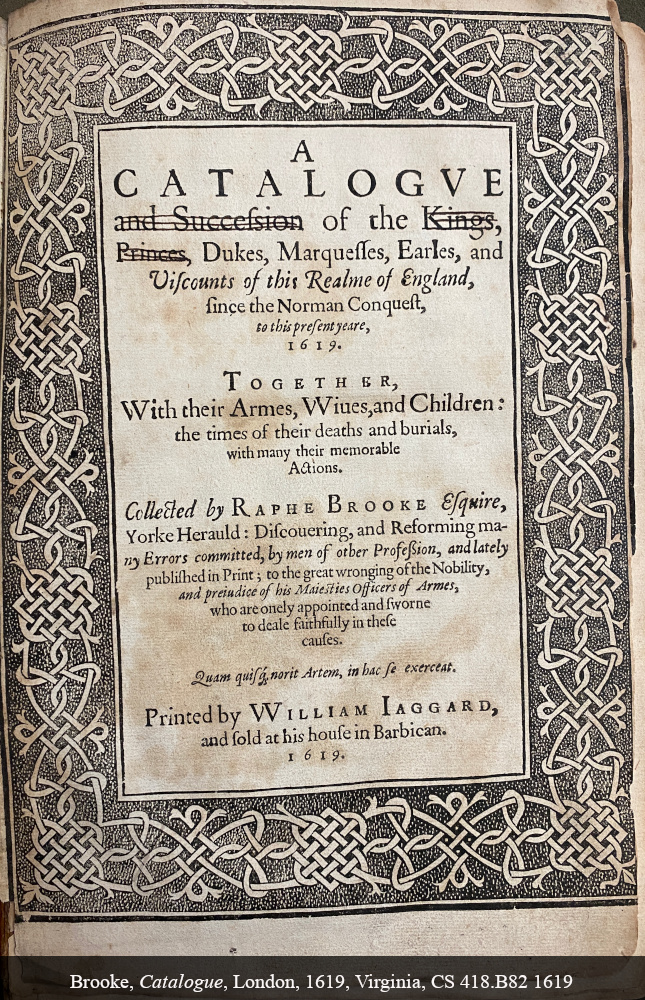 A
CATALOGVE
and Succeſsion of the Kings,
Princes, Dukes, Marqueſſes, Earles, and
Viſcounts of this Realme of England,
ſince the Norman Conqueſt,
to this preſent yeare,
1619.
TOGETHER,
With their Armes, Wiues, and Children:
the times of their deaths and burials,
with many their memorable
Actions.
Collected by RAPHE BROOKE Eſquire,
Yorke Herauld: Diſcouering, and Reforming ma-
ny Errors committed, by men of other Profeſsion, and lately
publiſhed in Print; to the great wronging of the Nobility,
and preiudice of his Maieſties Officers of Armes,
who are onely appointed and ſworne
to deale faithfully in theſe
cauſes.
Quam quiſq́; norit Artem, in hac ſe exerceat.
Printed by WILLIAM IAGGARD,
and ſold at his houſe in Barbican.
1619.
Brooke, Catalogue, London, 1619, Virginia, CS 418.B82 1619